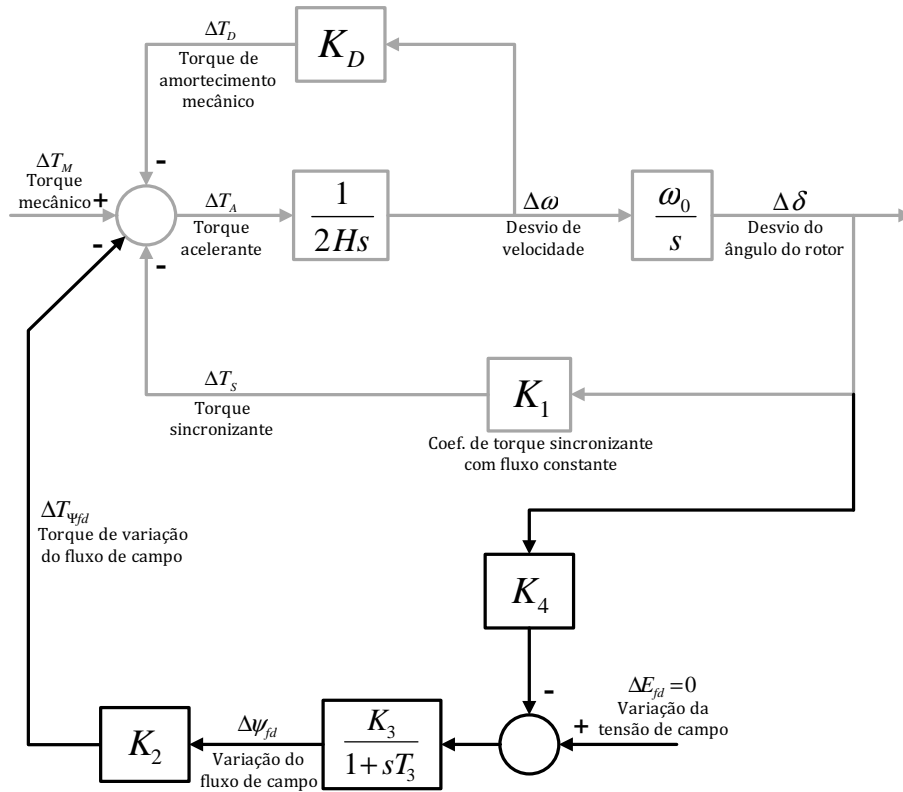 ΔT_D
Torque de
amortecimento
mecânico
K_D
-
ΔT_M
Torque
mecânico
+
-
-
ΔT_A
Torque
acelerante
1
2Hs
Δω
Desvio de
velocidade
ω_0
s
Δδ
Desvio do
ângulo do rotor
ΔT_S
Torque
sincronizante
K_1
Coef. de torque sincronizante
com fluxo constante
ΔT_Ψfd
Torque de variação
do fluxo de campo
K_4
-
+
ΔE_fd=0
Variação da
tensão de campo
K_3
1+sT_3
Δψ_fd
Variação do
fluxo de campo
K_2